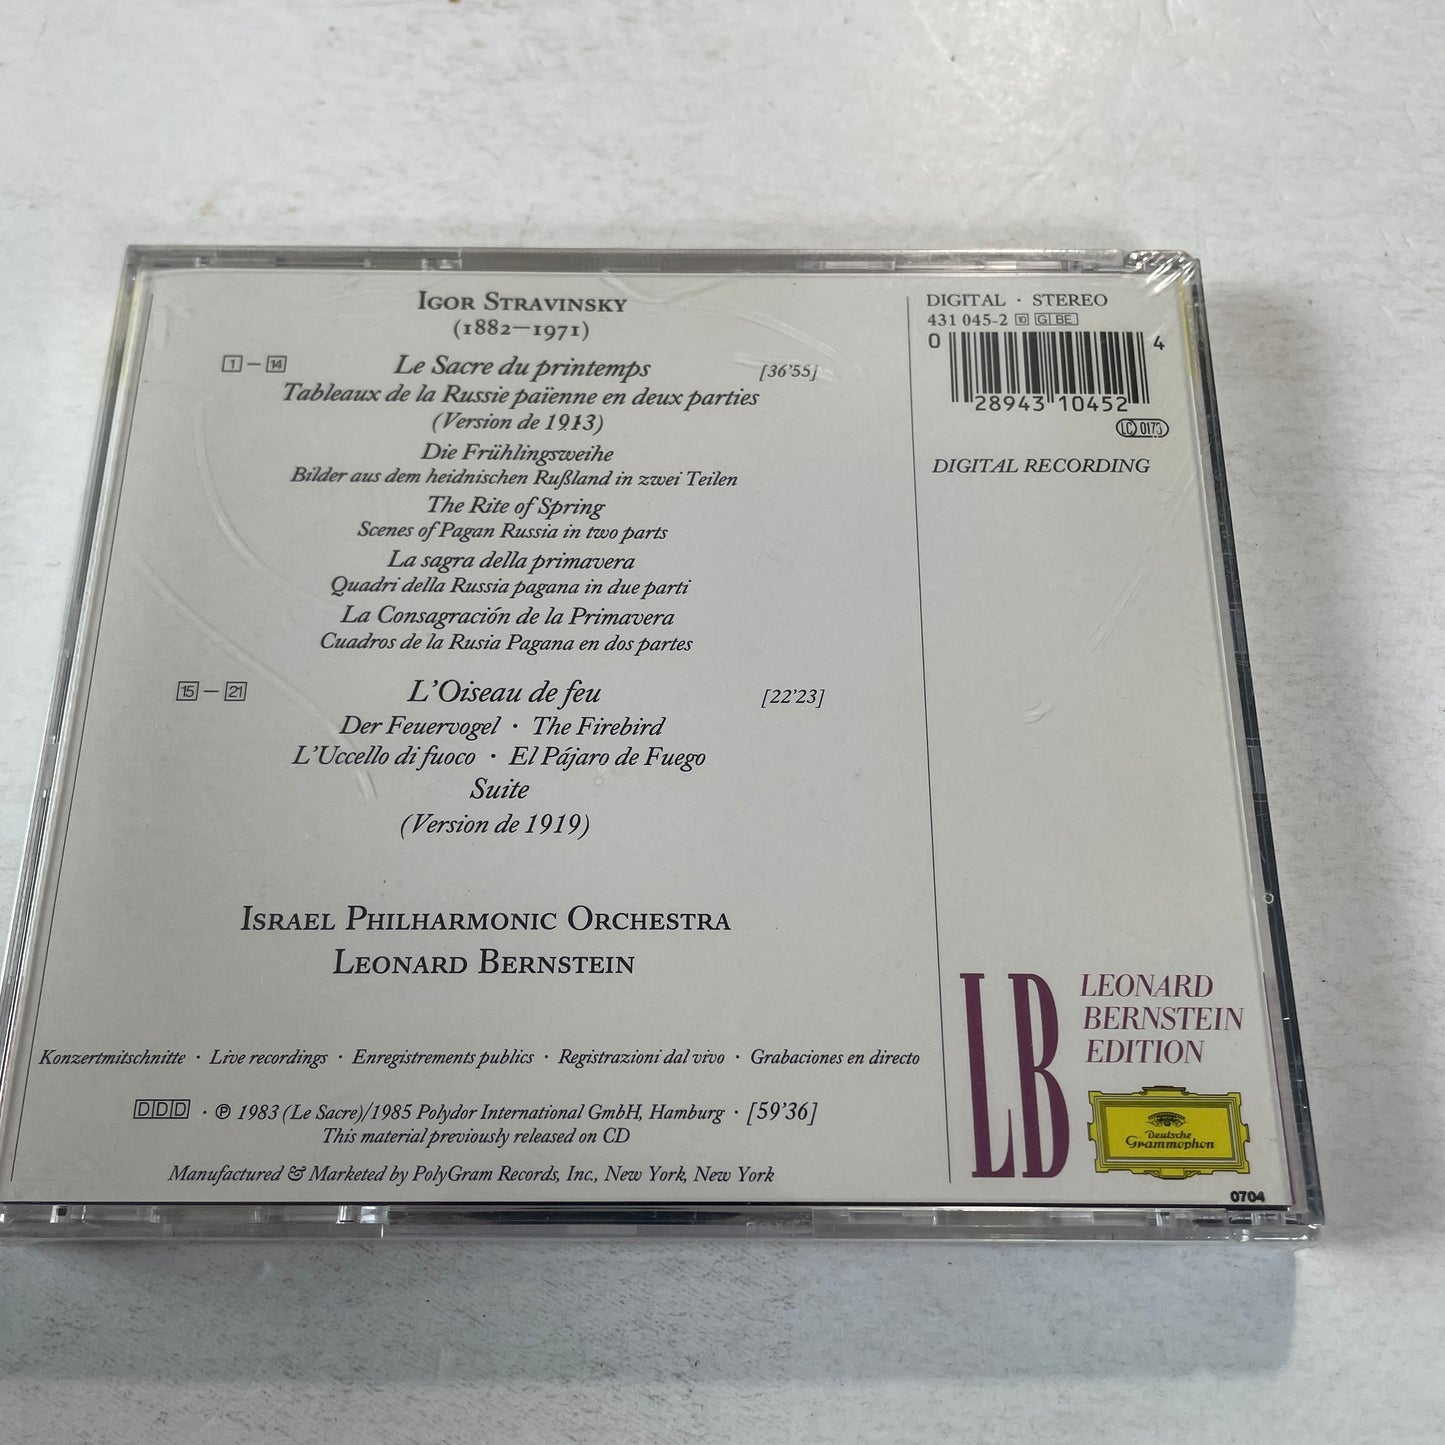 IGOR STRAVINSKY
(1882–1971)
1 – 14 Le Sacre du printemps [36'55]
Tableaux de la Russie païenne en deux parties
(Version de 1913)
Die Frühlingsweihe
Bilder aus dem heidnischen Rußland in zwei Teilen
The Rite of Spring
Scenes of Pagan Russia in two parts
La sagra della primavera
Quadri della Russia pagana in due parti
La Consagración de la Primavera
Cuadros de la Rusia Pagana en dos partes
15 – 21 L'Oiseau de feu [22'23]
Der Feuervogel · The Firebird
L'Uccello di fuoco · El Pájaro de Fuego
Suite
(Version de 1919)
ISRAEL PHILHARMONIC ORCHESTRA
LEONARD BERNSTEIN
Konzertmitschnitte · Live recordings · Enregistrements publics · Registrazioni dal vivo · Grabaciones en directo
DDD · ℗ 1983 (Le Sacre)/1985 Polydor International GmbH, Hamburg · [59'36]
This material previously released on CD
Manufactured & Marketed by PolyGram Records, Inc., New York, New York
DIGITAL · STEREO
431 045-2 10 G BE
0 28943 10452 4
LC 0173
DIGITAL RECORDING
LB
LEONARD
BERNSTEIN
EDITION
Deutsche
Grammophon
0704